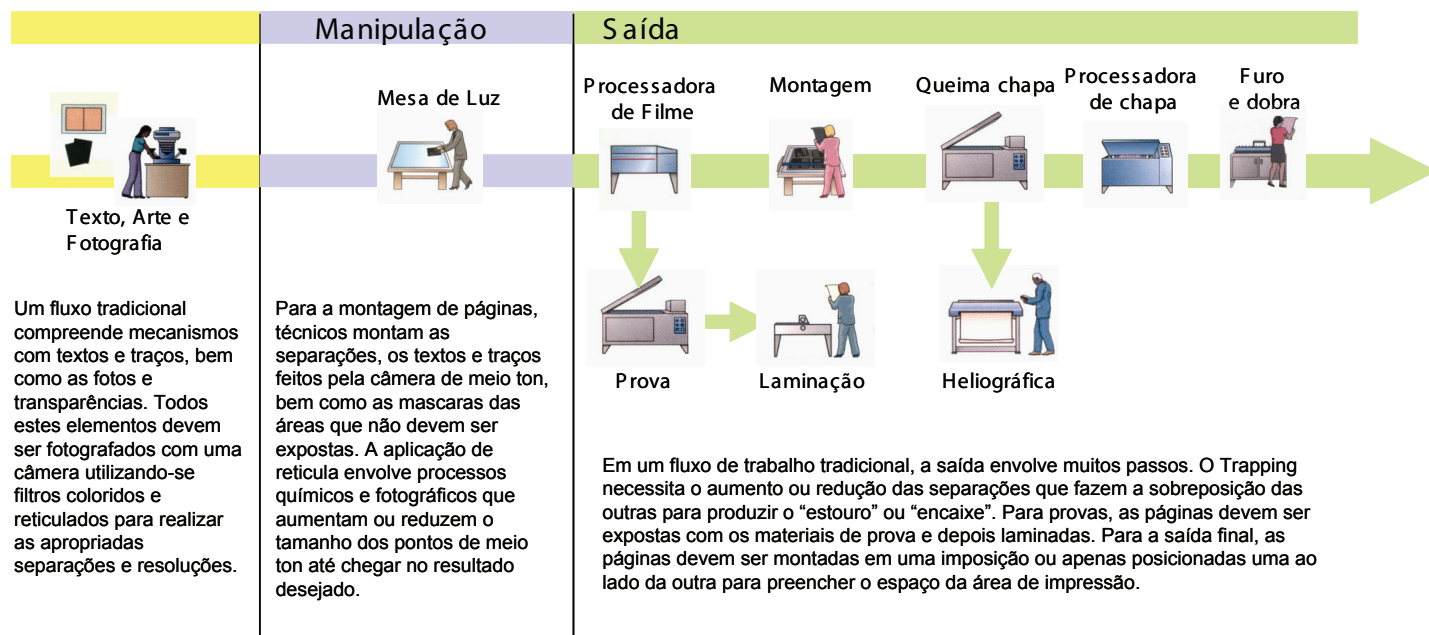 Manipulação
Saída
Mesa de Luz
Processadora
de Filme
Montagem
Queima chapa
Processadora
de chapa
Furo
e dobra
Texto, Arte e
Fotografia
Prova
Laminação
Heliográfica
Um fluxo tradicional
compreende mecanismos
com textos e traços, bem
como as fotos e
transparências. Todos
estes elementos devem
ser fotografados com uma
câmera utilizando-se
filtros coloridos e
reticulados para realizar
as apropriadas
separações e resoluções.
Para a montagem de páginas,
técnicos montam as
separações, os textos e traços
feitos pela câmera de meio ton,
bem como as mascaras das
áreas que não devem ser
expostas. A aplicação de
reticula envolve processos
químicos e fotográficos que
aumentam ou reduzem o
tamanho dos pontos de meio
ton até chegar no resultado
desejado.
Em um fluxo de trabalho tradicional, a saída envolve muitos passos. O Trapping
necessita o aumento ou redução das separações que fazem a sobreposição das
outras para produzir o “estouro” ou “encaixe”. Para provas, as páginas devem ser
expostas com os materiais de prova e depois laminadas. Para a saída final, as
páginas devem ser montadas em uma imposição ou apenas posicionadas uma ao
lado da outra para preencher o espaço da área de impressão.